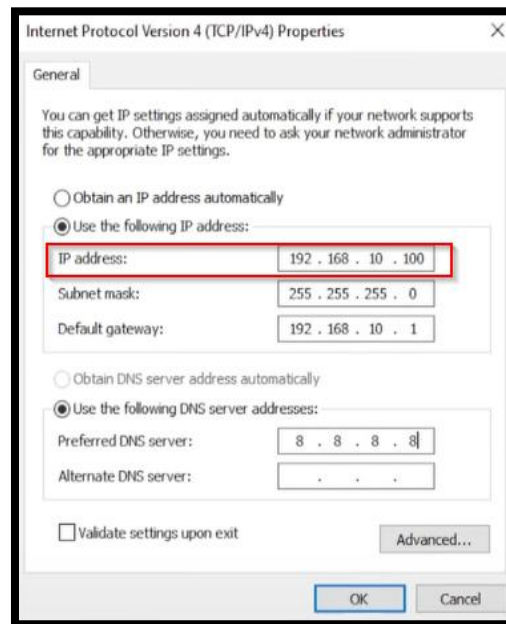 Internet Protocol Version 4 (TCP/IPv4) Properties
General
You can get IP settings assigned automatically if your network supports
this capability. Otherwise, you need to ask your network administrator
for the appropriate IP settings.
Obtain an IP address automatically
Use the following IP address:
IP address: 192 . 168 . 10 . 100
Subnet mask: 255 . 255 . 255 . 0
Default gateway: 192 . 168 . 10 . 1
Obtain DNS server address automatically
Use the following DNS server addresses:
Preferred DNS server: 8 . 8 . 8 . 8
Alternate DNS server: . . .
Validate settings upon exit
Advanced...
OK Cancel